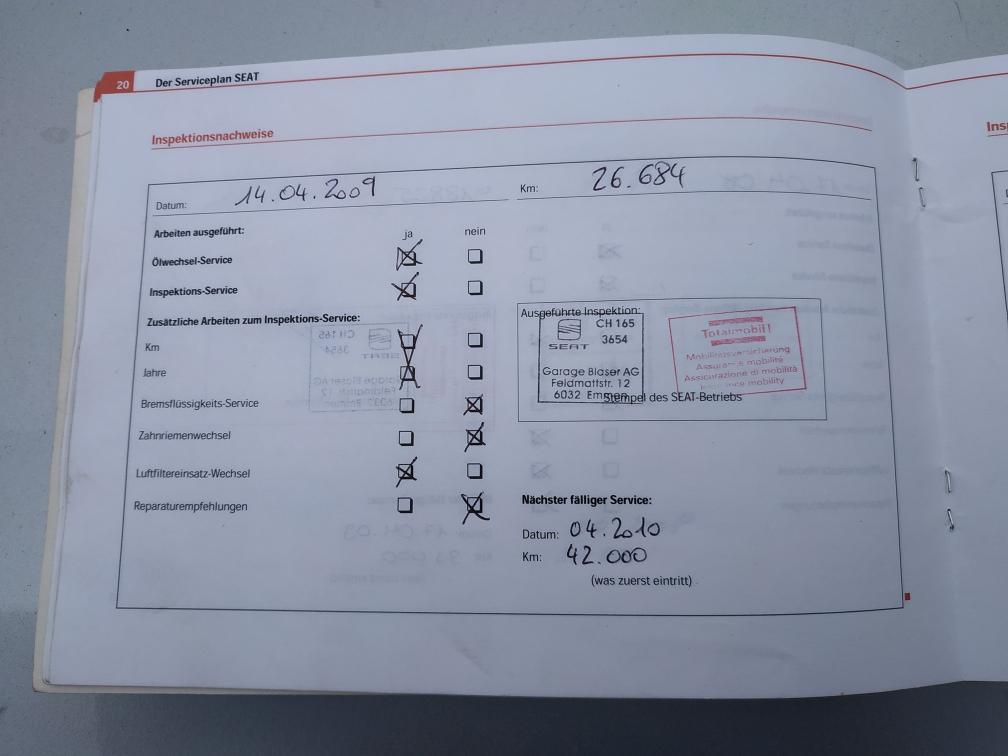 20 Der Serviceplan SEAT
Inspektionsnachweise
Datum: 14.04.2009 Km: 26.684
Arbeiten ausgeführt: ja nein
Ölwechsel-Service
Inspektions-Service
Zusätzliche Arbeiten zum Inspektions-Service:
Km
Jahre
Bremsflüssigkeits-Service
Zahnriemenwechsel
Luftfiltereinsatz-Wechsel
Reparaturempfehlungen
Ausgeführte Inspektion:
CH 165
SEAT 3654
Garage Blaser AG
Feldmattstr. 12
6032 Emmen
Totalmobil!
Mobilitätsversicherung
Assurance mobilité
Assicurazione di mobilità
mobility
Stempel des SEAT-Betriebs
Nächster fälliger Service:
Datum: 04.2010
Km: 42.000
(was zuerst eintritt)
Ins